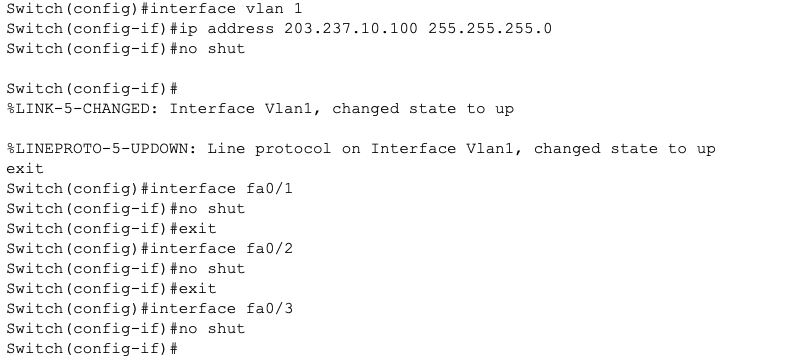 Switch(config)#interface vlan 1
Switch(config-if)#ip address 203.237.10.100 255.255.255.0
Switch(config-if)#no shut
Switch(config-if)#
%LINK-5-CHANGED: Interface Vlan1, changed state to up
%LINEPROTO-5-UPDOWN: Line protocol on Interface Vlan1, changed state to up
exit
Switch(config)#interface fa0/1
Switch(config-if)#no shut
Switch(config-if)#exit
Switch(config)#interface fa0/2
Switch(config-if)#no shut
Switch(config-if)#exit
Switch(config)#interface fa0/3
Switch(config-if)#no shut
Switch(config-if)#